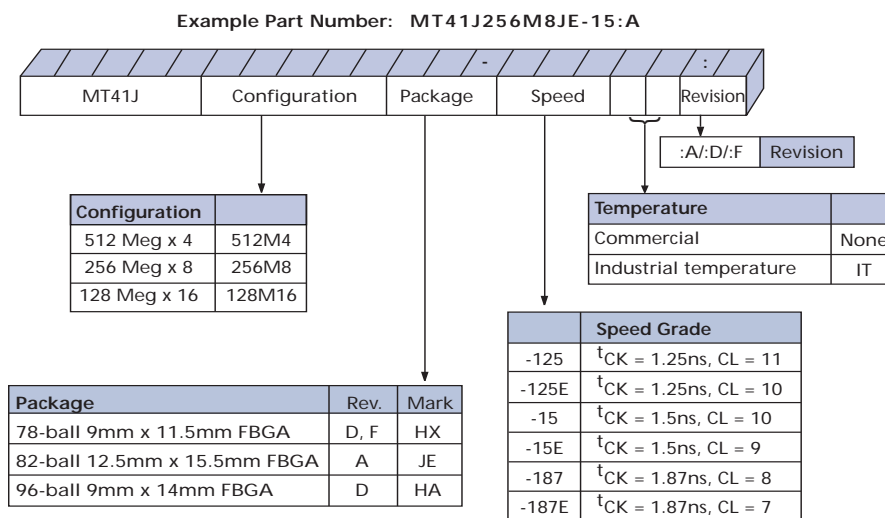 Example Part Number: MT41J256M8JE-15:A
- :
MT41J Configuration Package Speed Revision
:A/:D/:F Revision
Configuration
512 Meg x 4 512M4
256 Meg x 8 256M8
128 Meg x 16 128M16
Temperature
Commercial None
Industrial temperature IT
Speed Grade
-125 tCK = 1.25ns, CL = 11
-125E tCK = 1.25ns, CL = 10
-15 tCK = 1.5ns, CL = 10
-15E tCK = 1.5ns, CL = 9
-187 tCK = 1.87ns, CL = 8
-187E tCK = 1.87ns, CL = 7
Package Rev. Mark
78-ball 9mm x 11.5mm FBGA D, F HX
82-ball 12.5mm x 15.5mm FBGA A JE
96-ball 9mm x 14mm FBGA D HA